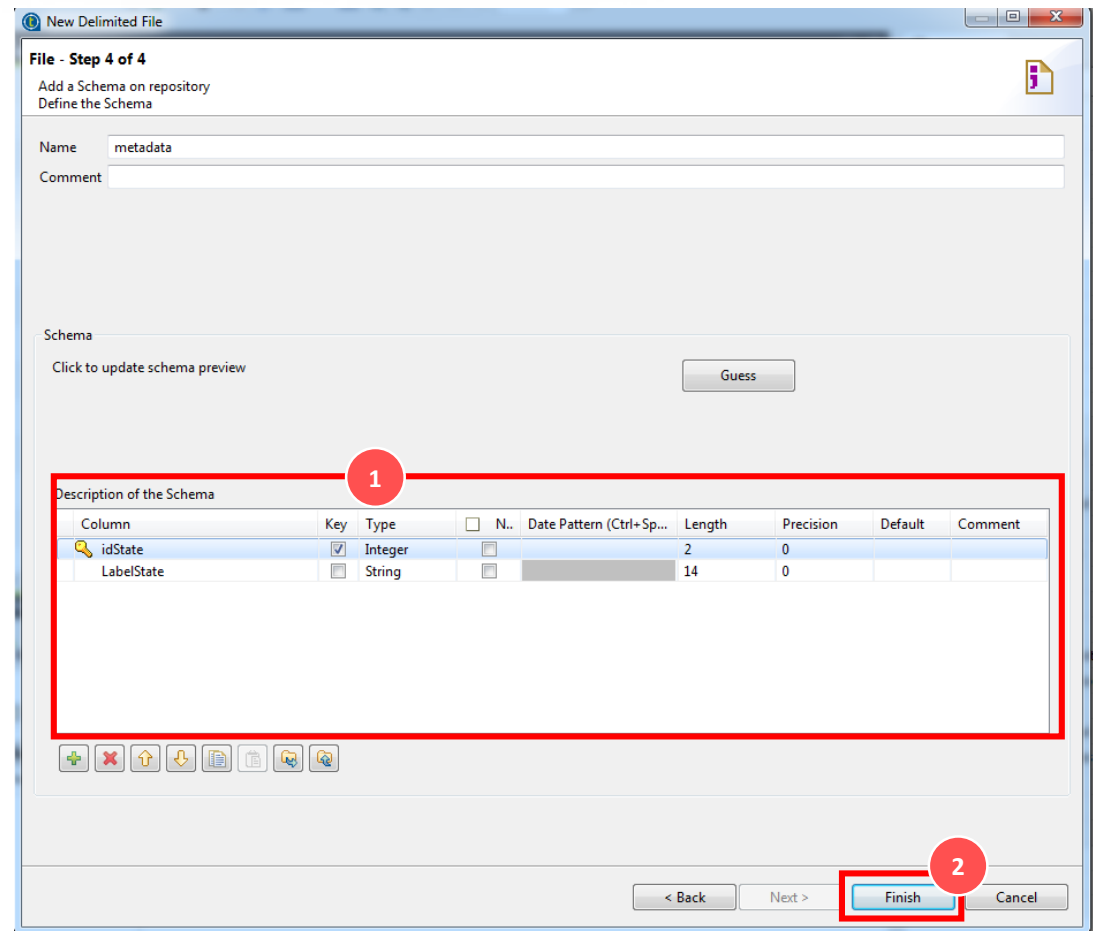 New Delimited File
File - Step 4 of 4
Add a Schema on repository
Define the Schema
Name metadata
Comment
Schema
Click to update schema preview
Guess
1
Description of the Schema
Column Key Type N.. Date Pattern (Ctrl+Sp... Length Precision Default Comment
idState Integer 2 0
LabelState String 14 0
2
< Back Next > Finish Cancel